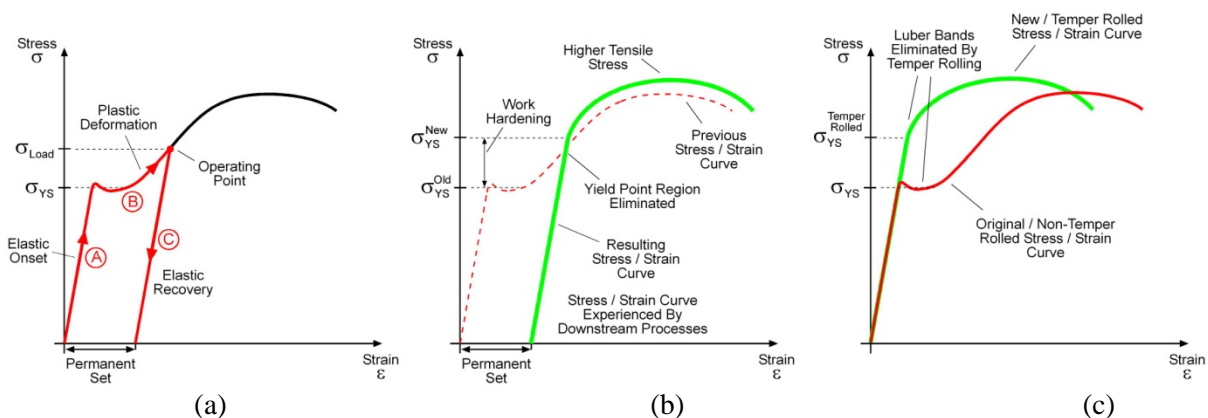 Stress
σ
Plastic
Deformation
σLoad
Operating
Point
σYS
B
A
C
Elastic
Onset
Elastic
Recovery
Permanent
Set
Strain
ε
(a)
Stress
σ
Higher Tensile
Stress
Work
Hardening
σYS New
Previous
Stress / Strain
Curve
σYS Old
Yield Point Region
Eliminated
Resulting
Stress / Strain
Curve
Stress / Strain Curve
Experienced By
Downstream Processes
Permanent
Set
Strain
ε
(b)
Stress
σ
Luber Bands
Eliminated By
Temper Rolling
New / Temper Rolled
Stress / Strain Curve
σYS Temper Rolled
σYS
Original / Non-Temper
Rolled Stress / Strain
Curve
Strain
ε
(c)